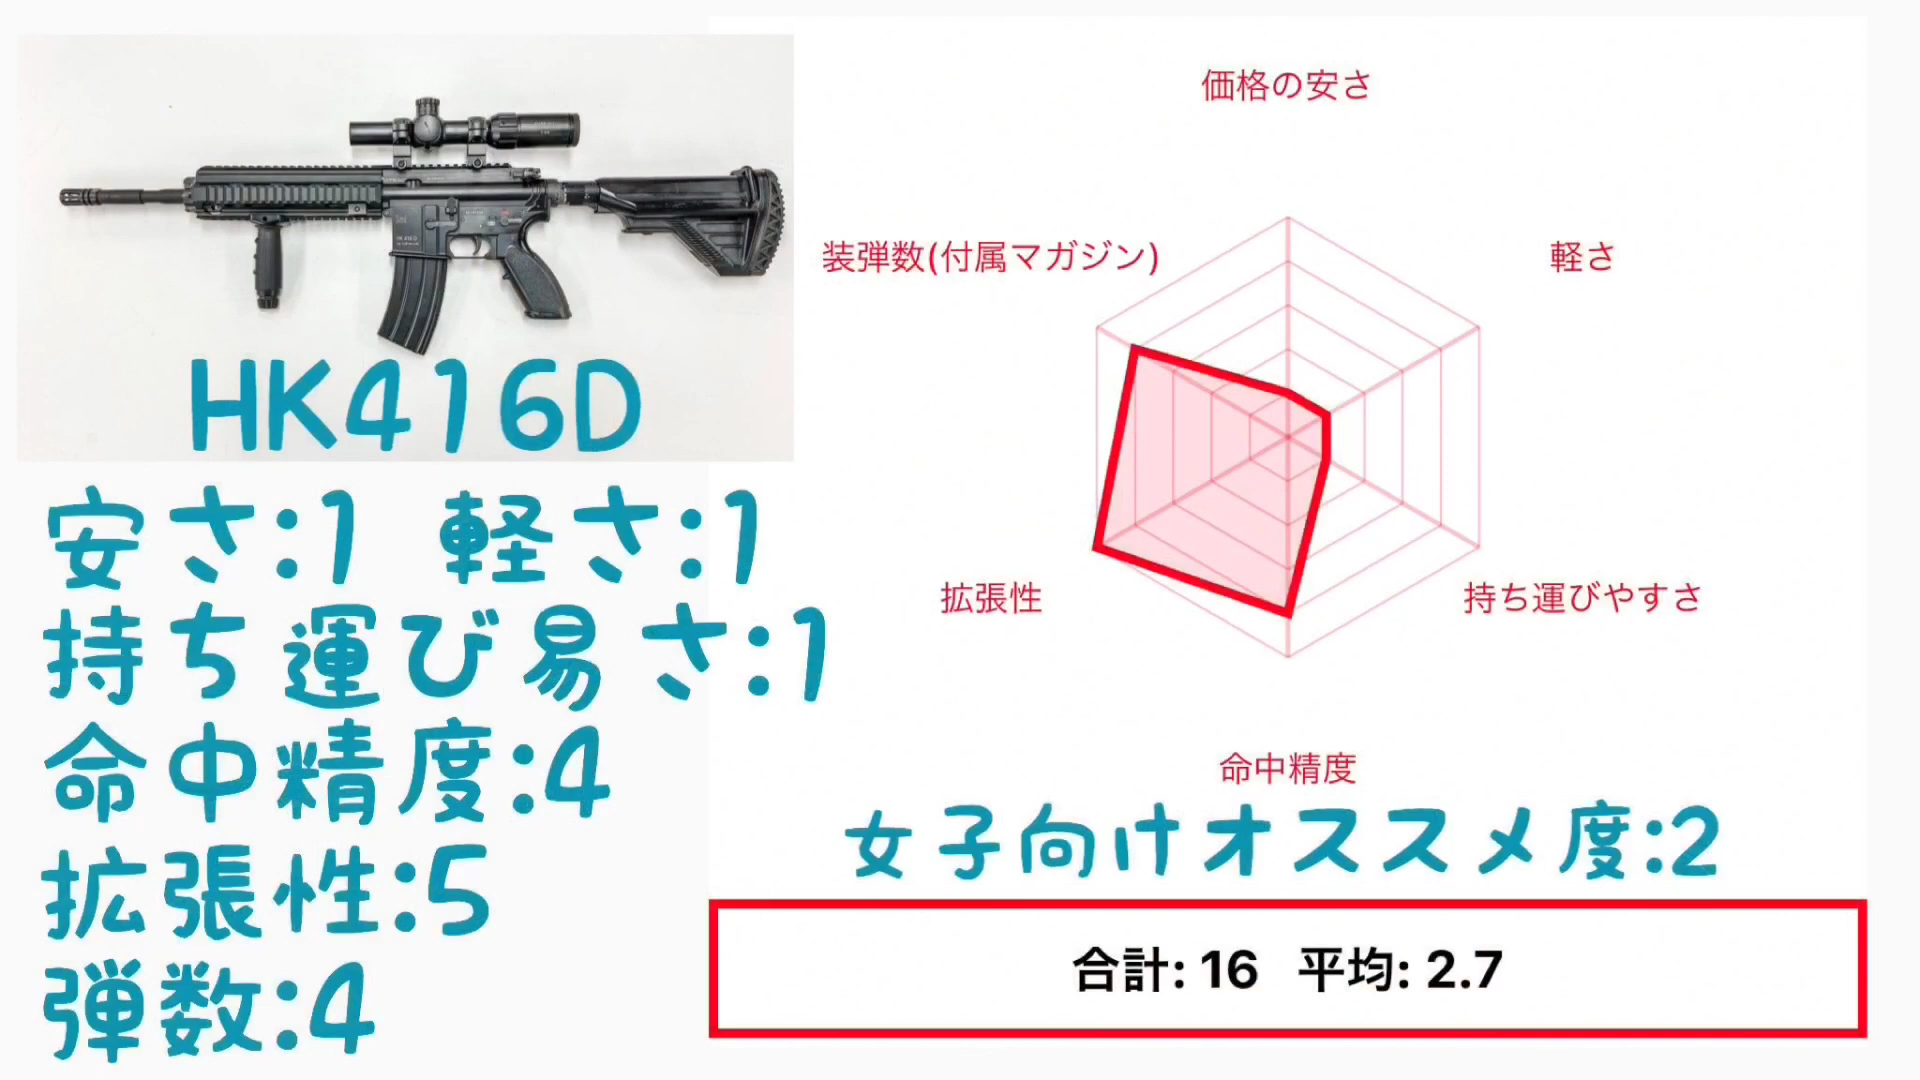 HK416D
安さ:1 軽さ:1
持ち運び易さ:1
命中精度:4
拡張性:5
弾数:4
価格の安さ
装弾数(付属マガジン)
軽さ
拡張性
持ち運びやすさ
命中精度
女子向けオススメ度:2
合計: 16 平均: 2.7